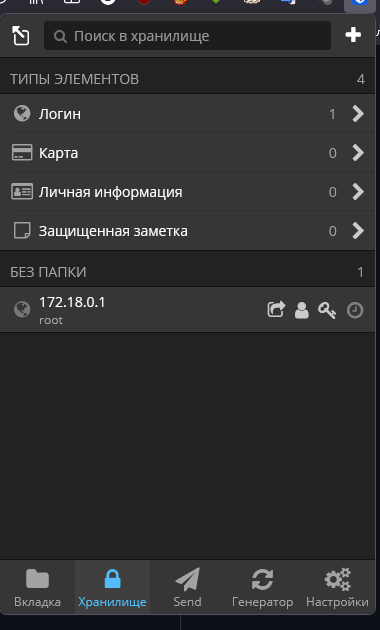 Поиск в хранилище
ТИПЫ ЭЛЕМЕНТОВ 4
Логин 1
Карта 0
Личная информация 0
Защищенная заметка 0
БЕЗ ПАПКИ 1
172.18.0.1
root
Вкладка Хранилище Send Генератор Настройки